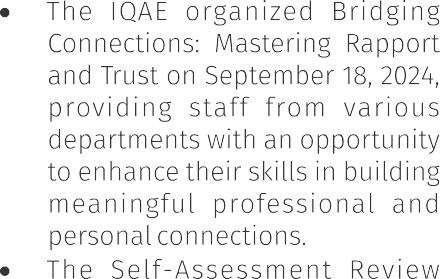 • The IQAE organized Bridging
Connections: Mastering Rapport
and Trust on September 18, 2024,
providing staff from various
departments with an opportunity
to enhance their skills in building
meaningful professional and
personal connections.
• The Self-Assessment Review